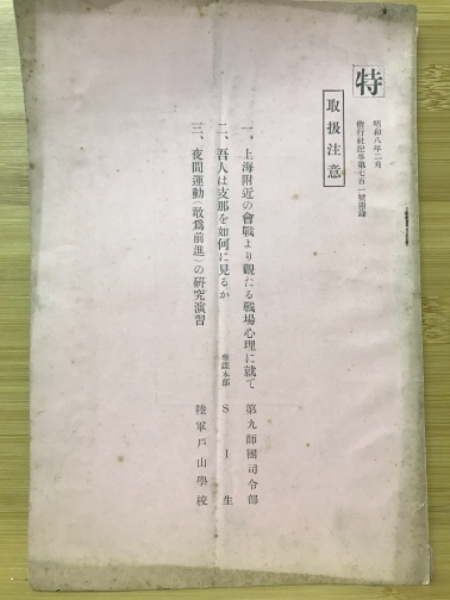 特
昭和八年二月
偕行社記事第七百一號附録
取扱注意
一、上海附近の會戰より觀たる戰場心理に就て 第九師團司令部
二、吾人は支那を如何に見るか 參謀本部 S I 生
三、夜間運動（敢爲前進）の研究演習 陸軍戸山學校